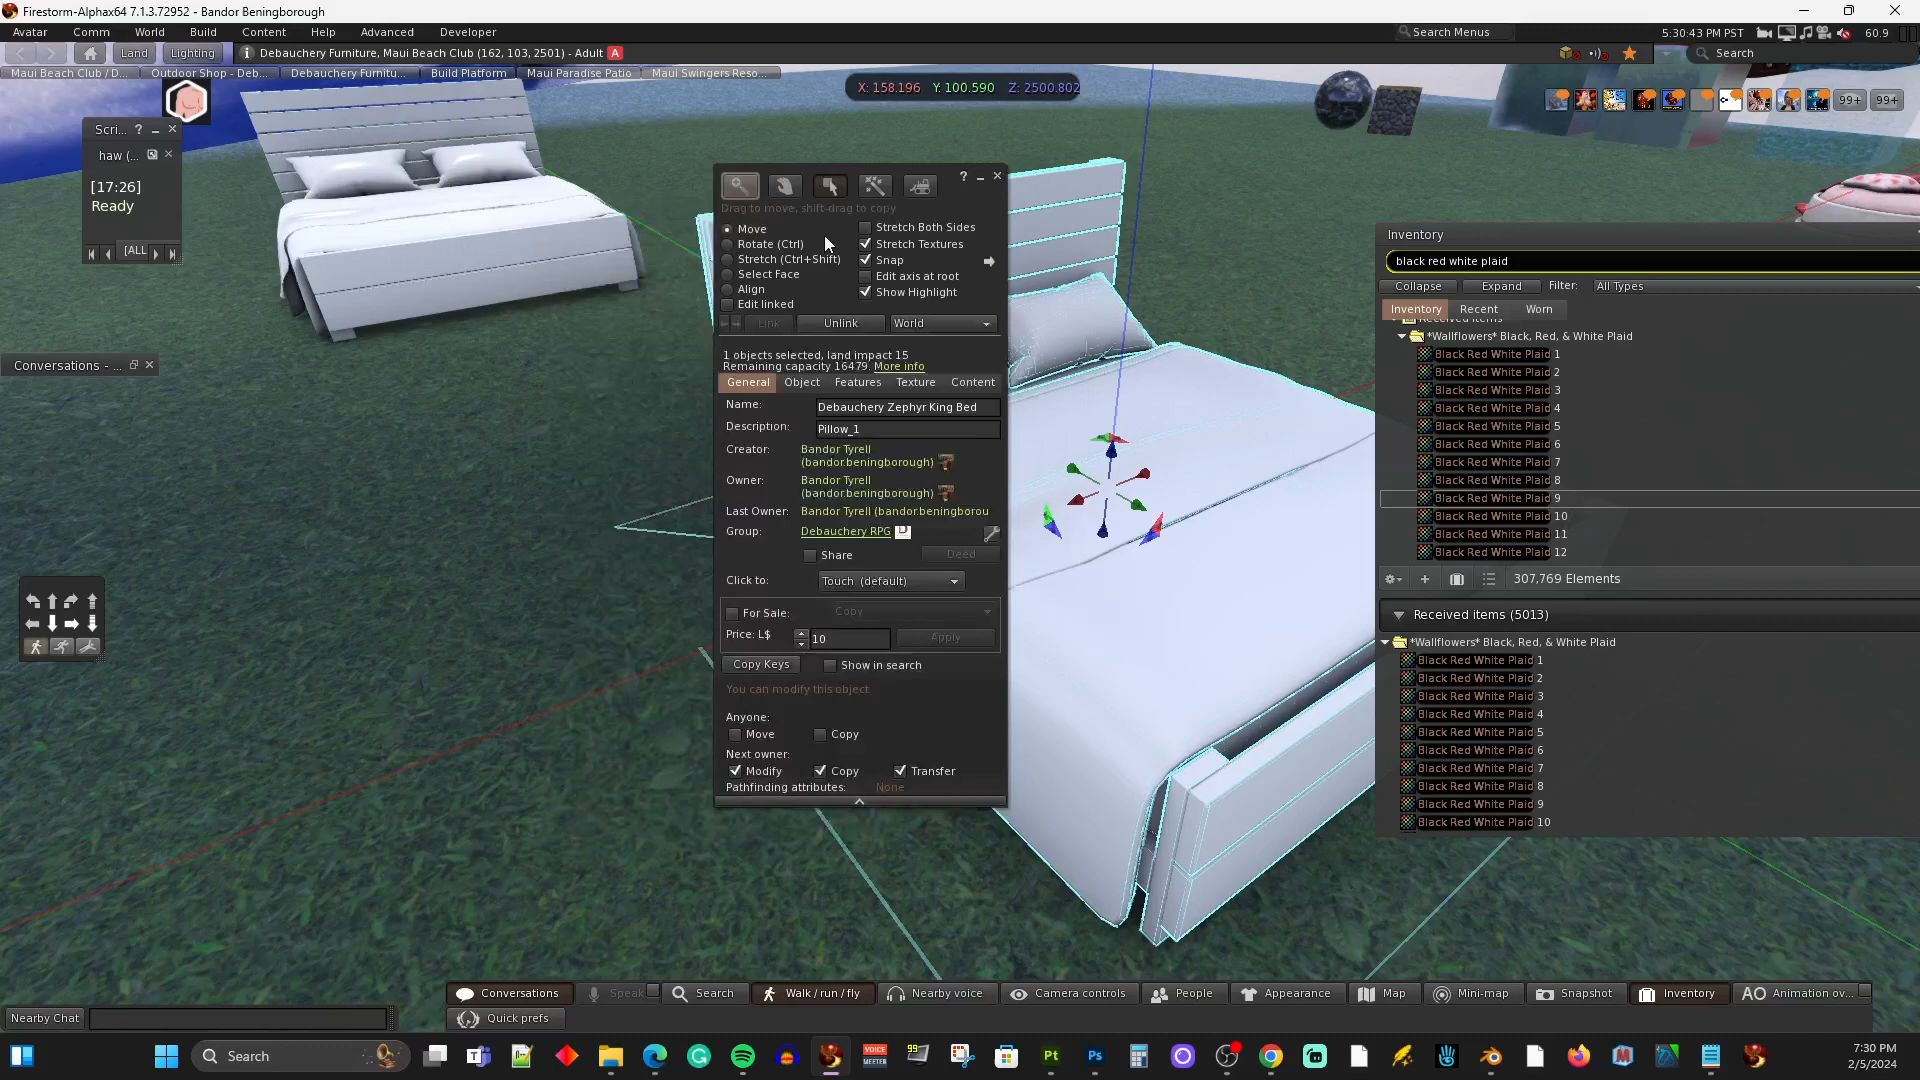 Firestorm-Alphax64 7.1.3.72952 - Bandor Beningborough
Avatar Comm World Build Content Help Advanced Developer
Search Menus
5:30:43 PM PST
60.9
Land Lighting
Debauchery Furniture, Maui Beach Club (162, 103, 2501) - Adult A
Search
Maui Beach Club / D... Outdoor Shop - Deb... Debauchery Furnitu... Build Platform Maui Paradise Patio Maui Swingers Reso...
X: 158.196 Y: 100.590 Z: 2500.802
99+ 99+
Scri... ?
haw (...
[17:26]
Ready
[ALL
Conversations - ...
?
Drag to move, shift-drag to copy
Move
Rotate (Ctrl)
Stretch (Ctrl+Shift)
Select Face
Align
Edit linked
Stretch Both Sides
Stretch Textures
Snap
Edit axis at root
Show Highlight
Link Unlink World
1 objects selected, land impact 15
Remaining capacity 16479. More info
General Object Features Texture Content
Name: Debauchery Zephyr King Bed
Description: Pillow_1
Creator: Bandor Tyrell
(bandor.beningborough)
Owner: Bandor Tyrell
(bandor.beningborough)
Last Owner: Bandor Tyrell (bandor.beningborou
Group: Debauchery RPG D
Share Deed
Click to: Touch (default)
For Sale: Copy
Price: L$ 10 Apply
Copy Keys Show in search
You can modify this object
Anyone:
Move Copy
Next owner:
Modify Copy Transfer
Pathfinding attributes: None
Inventory
black red white plaid
Collapse Expand Filter: All Types
Inventory Recent Worn
Received Items
*Wallflowers* Black, Red, & White Plaid
Black Red White Plaid 1
Black Red White Plaid 2
Black Red White Plaid 3
Black Red White Plaid 4
Black Red White Plaid 5
Black Red White Plaid 6
Black Red White Plaid 7
Black Red White Plaid 8
Black Red White Plaid 9
Black Red White Plaid 10
Black Red White Plaid 11
Black Red White Plaid 12
307,769 Elements
Received items (5013)
*Wallflowers* Black, Red, & White Plaid
Black Red White Plaid 1
Black Red White Plaid 2
Black Red White Plaid 3
Black Red White Plaid 4
Black Red White Plaid 5
Black Red White Plaid 6
Black Red White Plaid 7
Black Red White Plaid 8
Black Red White Plaid 9
Black Red White Plaid 10
Conversations Speak Search Walk / run / fly Nearby voice Camera controls People Appearance Map Mini-map Snapshot Inventory AO Animation ov...
Nearby Chat
Quick prefs
Search
VOICE
MEETER
99
Pt
Ps
7:30 PM
2/5/2024